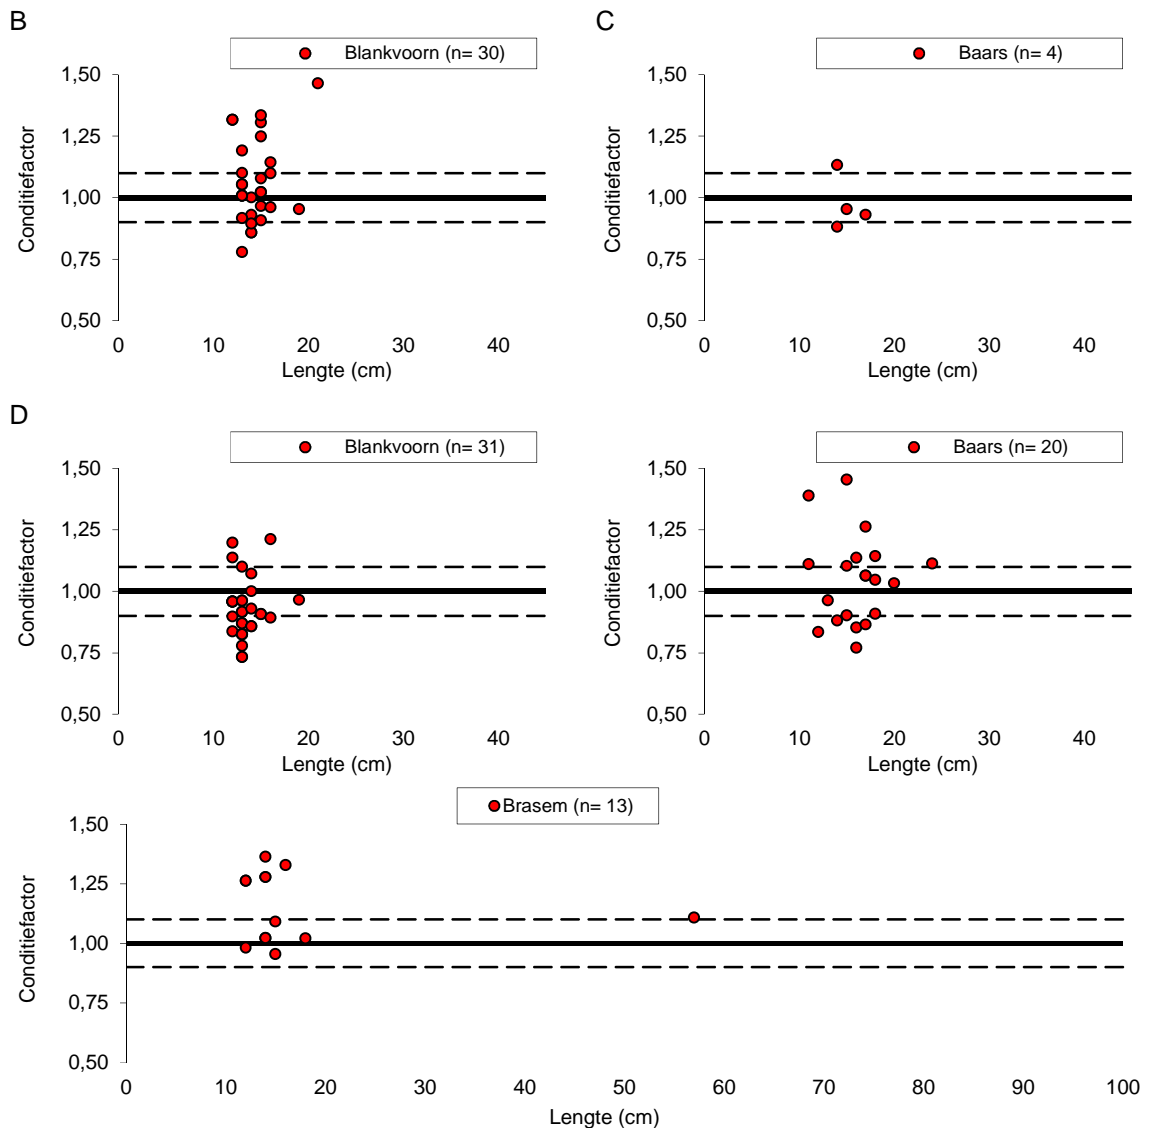 B
C
Blankvoorn (n= 30)
Baars (n= 4)
1,50
1,25
1,00
0,75
0,50
Conditiefactor
0 10 20 30 40
Lengte (cm)
1,50
1,25
1,00
0,75
0,50
Conditiefactor
0 10 20 30 40
Lengte (cm)
D
Blankvoorn (n= 31)
Baars (n= 20)
1,50
1,25
1,00
0,75
0,50
Conditiefactor
0 10 20 30 40
Lengte (cm)
1,50
1,25
1,00
0,75
0,50
Conditiefactor
0 10 20 30 40
Lengte (cm)
Brasem (n= 13)
1,50
1,25
1,00
0,75
0,50
Conditiefactor
0 10 20 30 40 50 60 70 80 90 100
Lengte (cm)